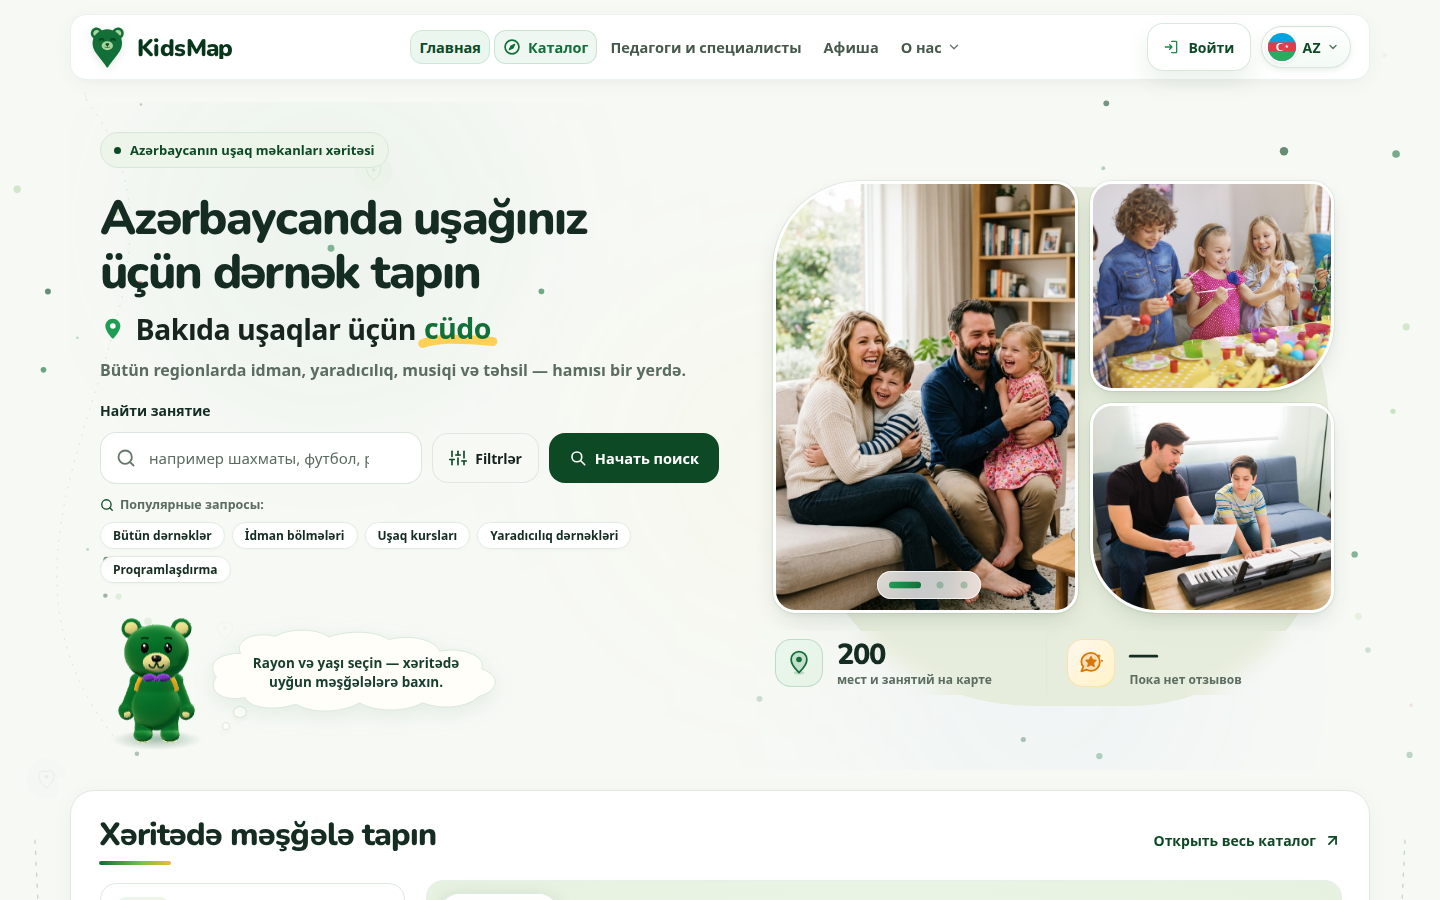 KidsMap
Главная
Каталог
Педагоги и специалисты
Афиша
О нас
Войти
AZ
Azərbaycanın uşaq məkanları xəritəsi
Azərbaycanda uşağınız
üçün dərnək tapın
Bakıda uşaqlar üçün cüdo
Bütün regionlarda idman, yaradıcılıq, musiqi və təhsil — hamısı bir yerdə.
Найти занятие
например шахматы, футбол, р
Filtrlər
Начать поиск
Популярные запросы:
Bütün dərnəklər
İdman bölmələri
Uşaq kursları
Yaradıcılıq dərnəkləri
Proqramlaşdırma
Rayon və yaşı seçin — xəritədə
uyğun məşğələlərə baxın.
200
мест и занятий на карте
—
Пока нет отзывов
Xəritədə məşğələ tapın
Открыть весь каталог